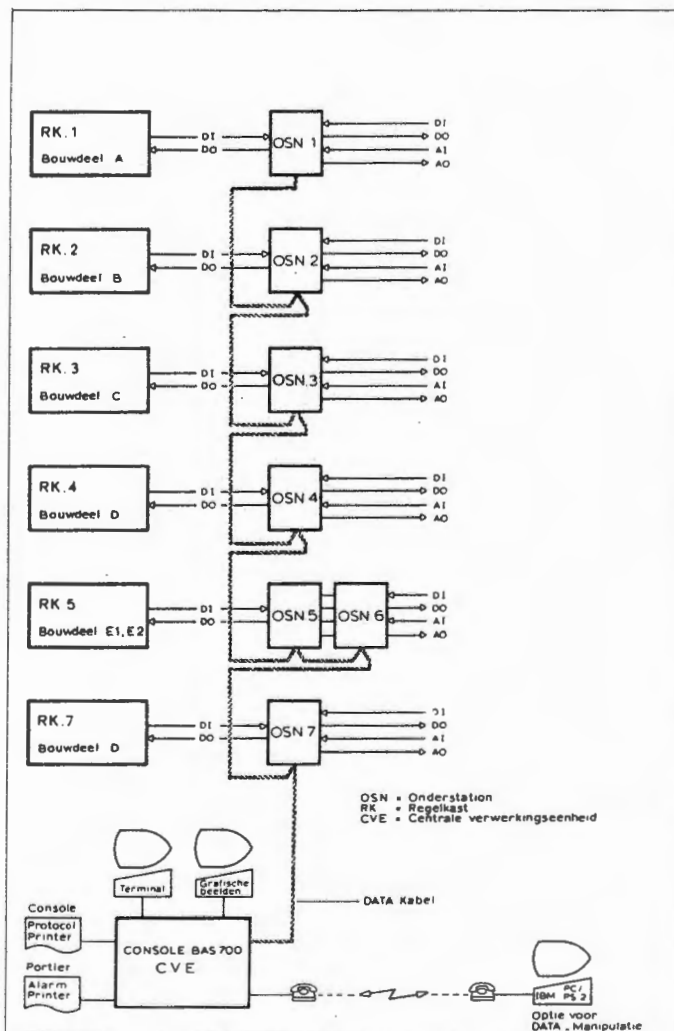 RK.1
Bouwdeel A
DI
DO
OSN 1
DI
DO
AI
AO
RK.2
Bouwdeel B
DI
DO
OSN 2
DI
DO
AI
AO
RK.3
Bouwdeel C
DI
DO
OSN.3
DI
DO
AI
AO
RK.4
Bouwdeel D
DI
DO
OSN 4
DI
DO
AI
AO
RK 5
Bouwdeel E1,E2
DI
DO
OSN 5
OSN 6
DI
DO
AI
AO
RK.7
Bouwdeel D
DI
DO
OSN 7
DI
DO
AI
AO
OSN = Onderstation
RK = Regelkast
CVE = Centrale verwerkingseenheid
Terminal
Grafische beelden
DATA Kabel
Console
Protocol Printer
CONSOLE BAS700
CVE
Portier
Alarm Printer
IBM PC/ PS 2
Optie voor
DATA - Manipulatie